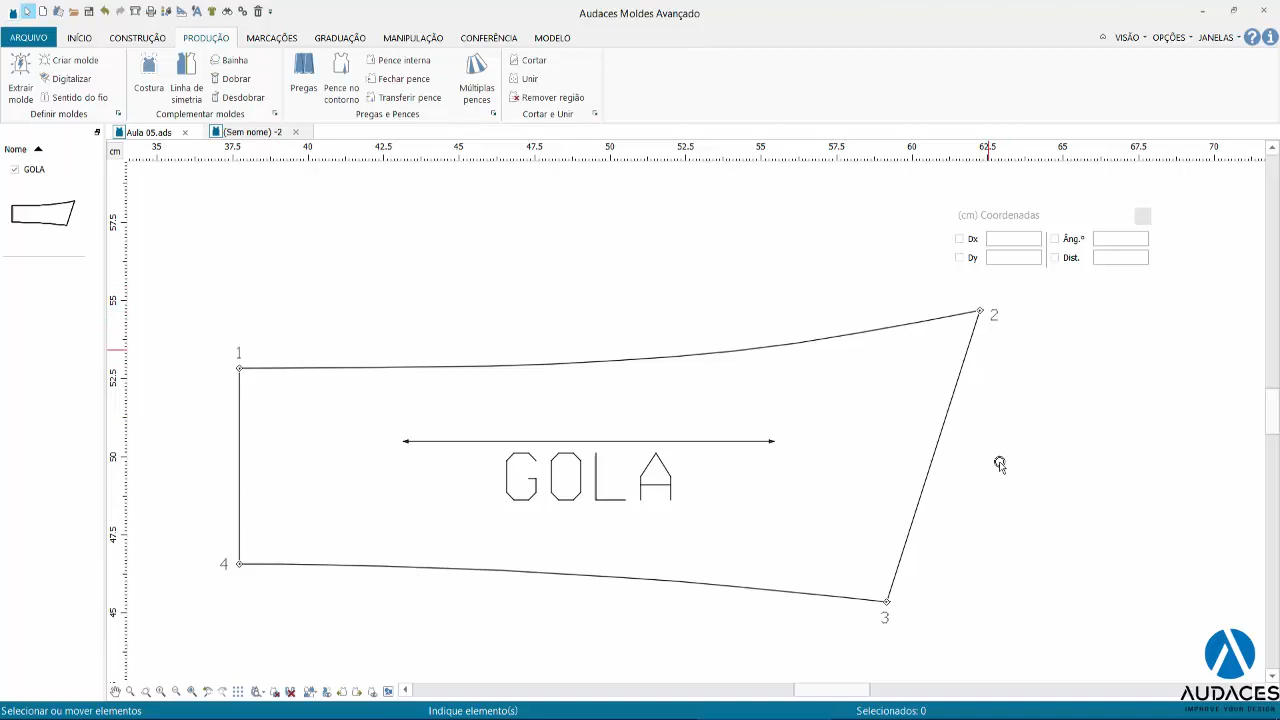 Audaces Moldes Avançado
ARQUIVO INÍCIO CONSTRUÇÃO PRODUÇÃO MARCAÇÕES GRADUAÇÃO MANIPULAÇÃO CONFERÊNCIA MODELO VISÃO OPÇÕES JANELAS
Extrair molde
Criar molde
Digitalizar
Sentido do fio
Definir moldes
Costura
Linha de simetria
Bainha
Dobrar
Desdobrar
Complementar moldes
Pregas
Pence no contorno
Pence interna
Fechar pence
Transferir pence
Múltiplas pences
Pregas e Pences
Cortar
Unir
Remover região
Cortar e Unir
Aula 05.ads
(Sem nome) -2
Nome
GOLA
cm
35 37.5 40 42.5 45 47.5 50 52.5 55 57.5 60 62.5 65 67.5 70
57.5
55
52.5
50
47.5
45
(cm) Coordenadas
Dx Âng.º
Dy Dist.
1
2
GOLA
4
3
AUDACES
IMPROVE YOUR DESIGN
Selecionar ou mover elementos Indique elemento(s) Selecionados: 0